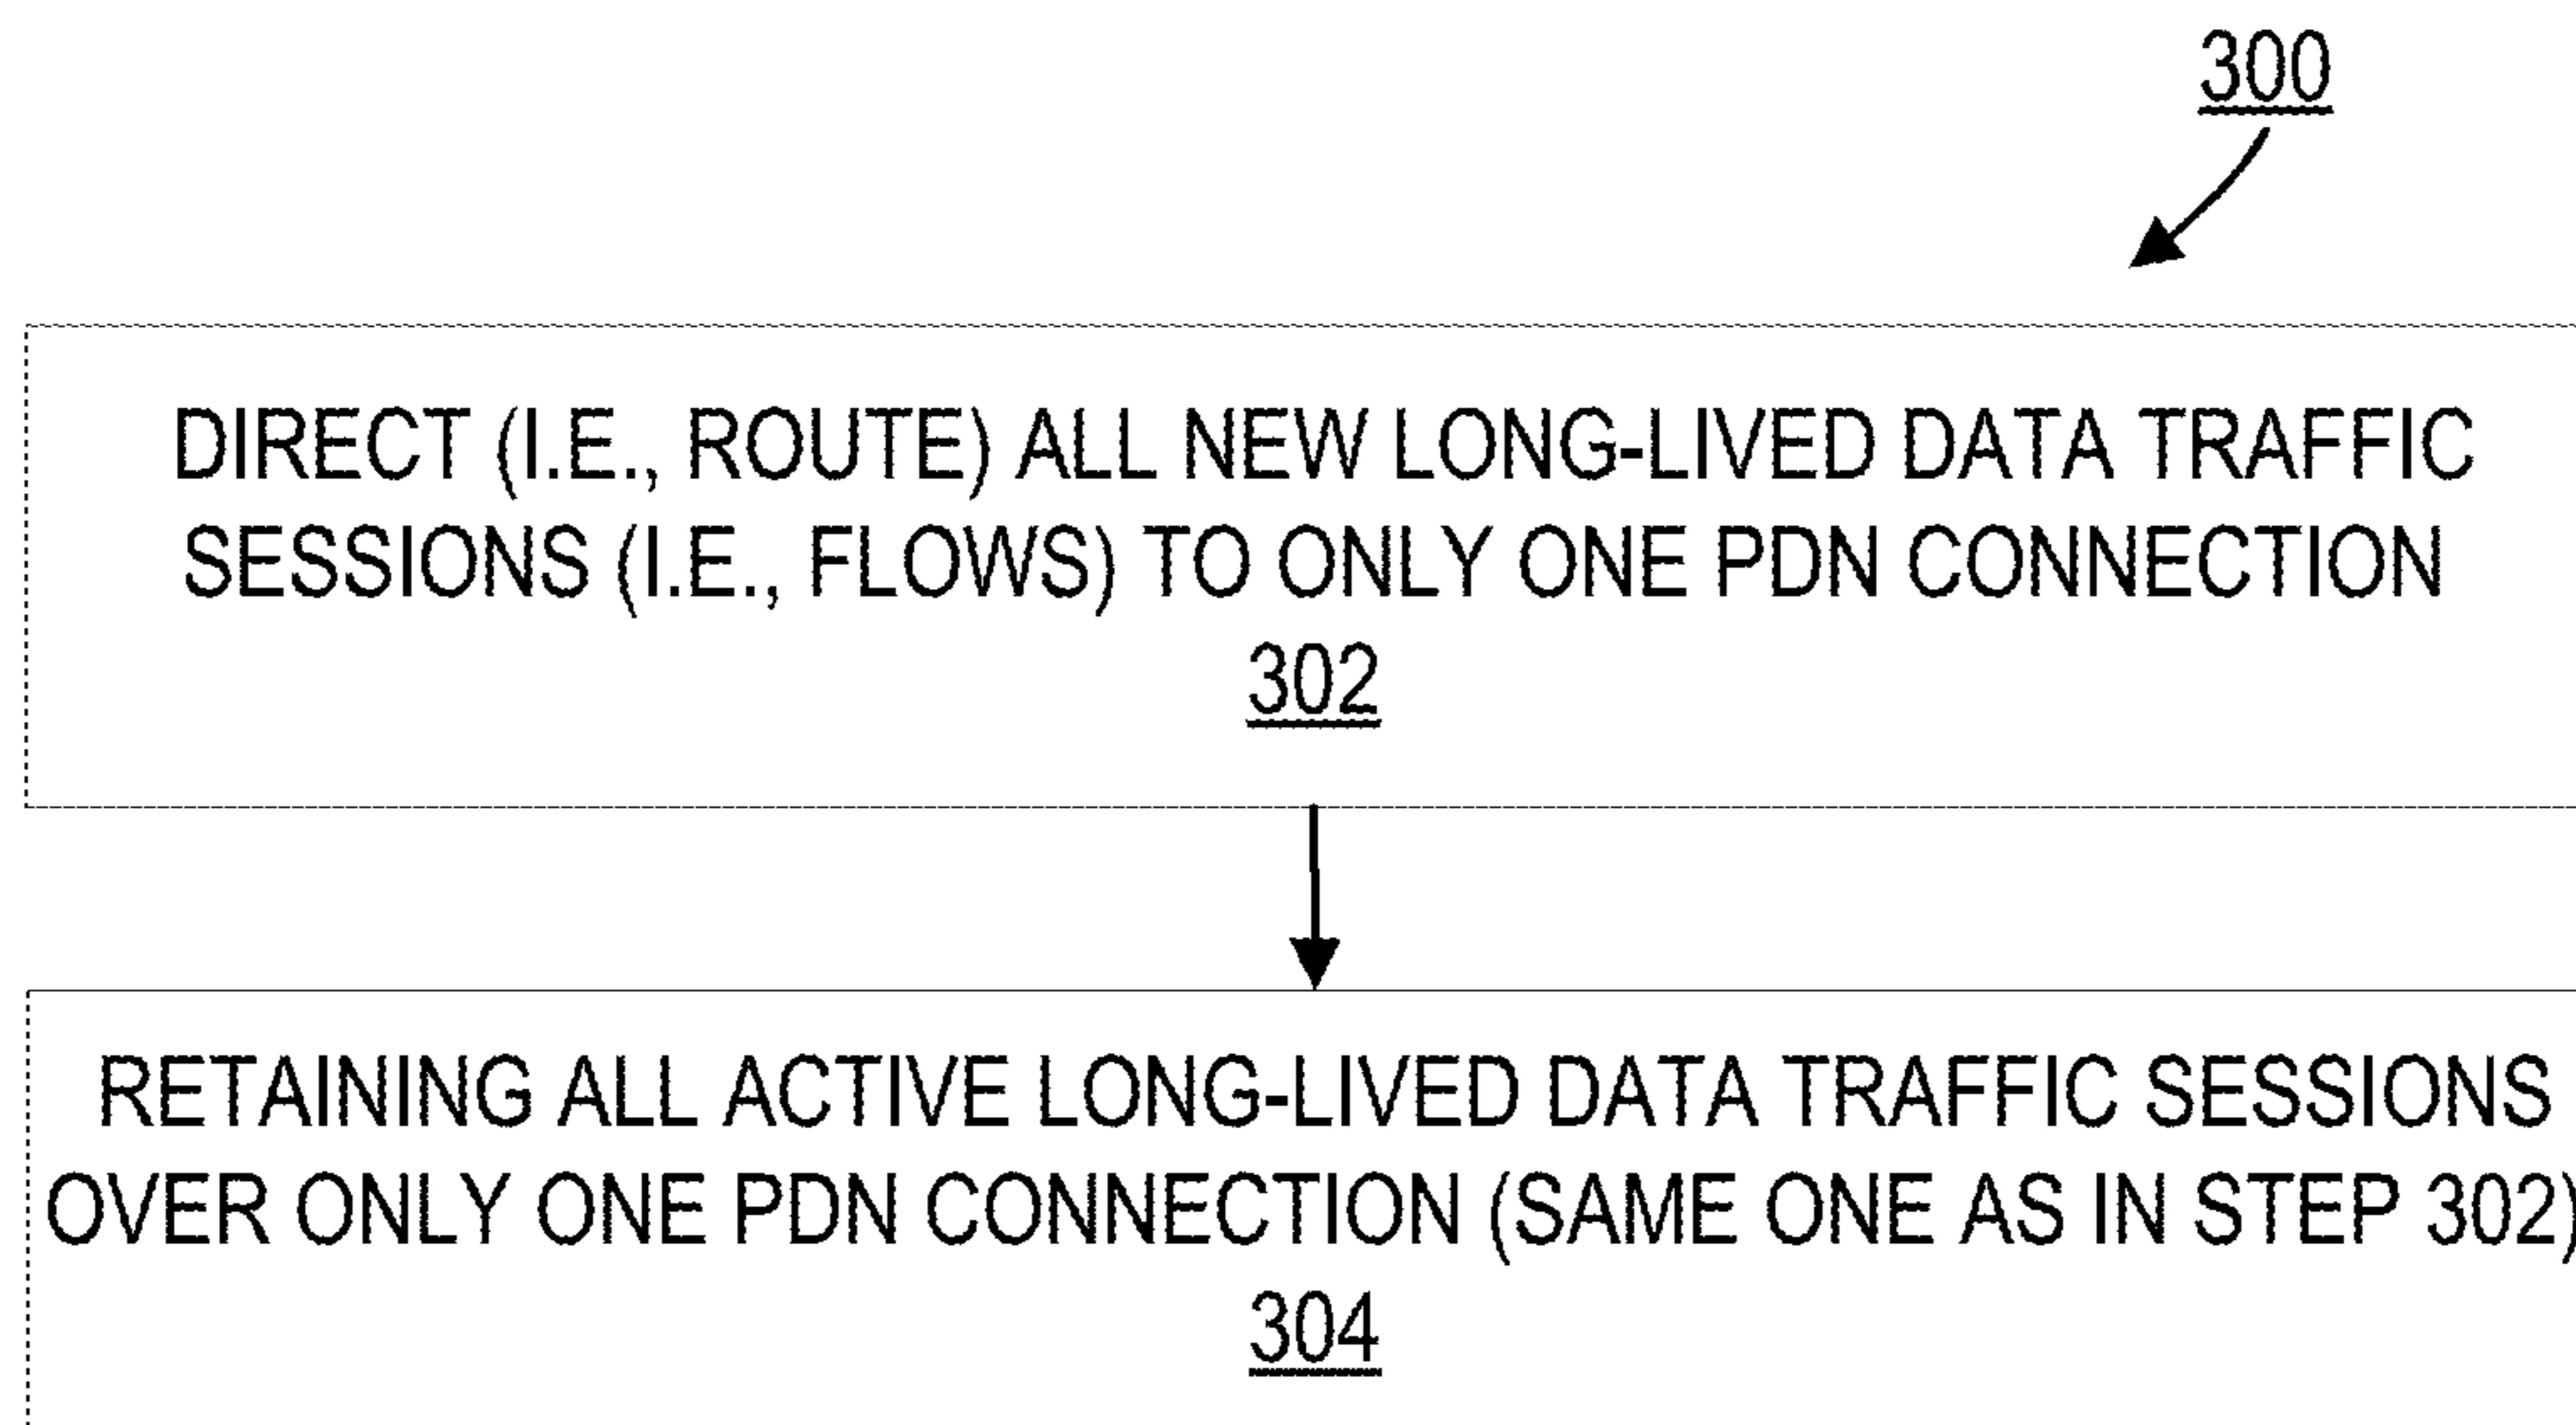 300
DIRECT (I.E., ROUTE) ALL NEW LONG-LIVED DATA TRAFFIC
SESSIONS (I.E., FLOWS) TO ONLY ONE PDN CONNECTION
302
RETAINING ALL ACTIVE LONG-LIVED DATA TRAFFIC SESSIONS
OVER ONLY ONE PDN CONNECTION (SAME ONE AS IN STEP 302)
304